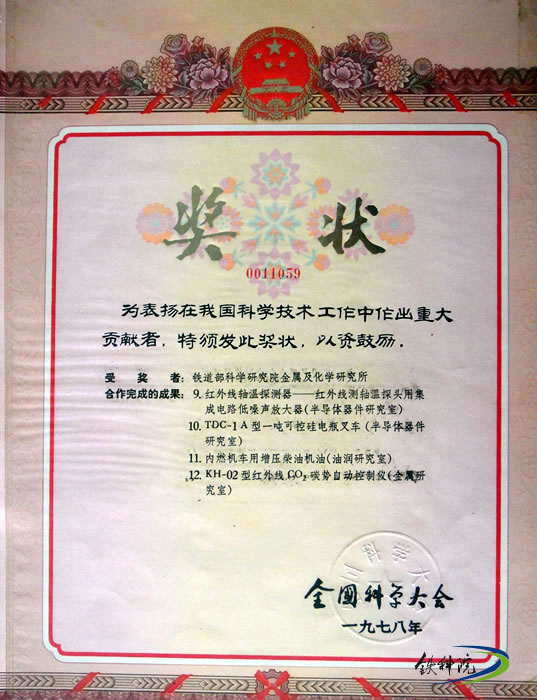 奖状
0011059
为表扬在我国科学技术工作中作出重大
贡献者，特颁发此奖状，以资鼓励．
受奖者：铁道部科学研究院金属及化学研究所
合作完成的成果：9．红外线轴温探测器——红外线测轴温探头用集
成电路低噪声放大器（半导体器件研究室）
10．TDC-1A型一吨可控硅电瓶叉车（半导体器件
研究室）
11．内燃机车用增压柴油机油（油润研究室）
12．KH-02型红外线CO₂碳势自动控制仪（金属研
究室）
全国科学大会
一九七八年
铁科院